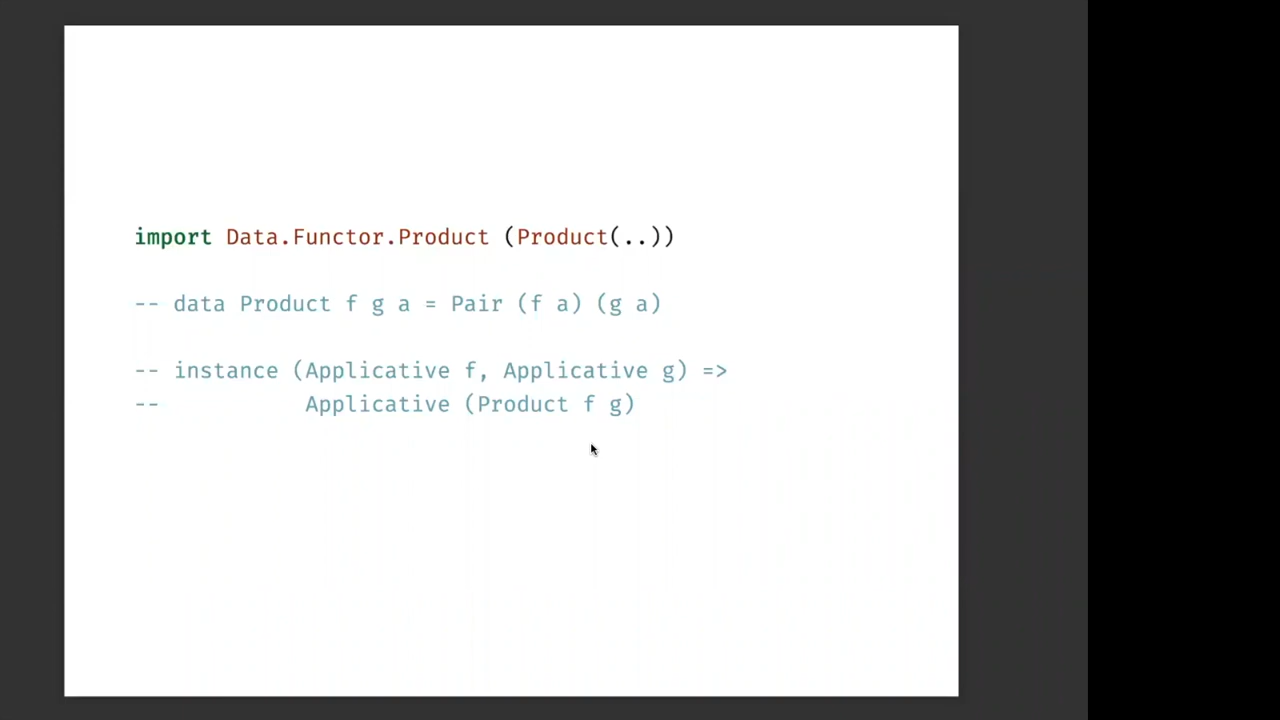 import Data.Functor.Product (Product(..))
-- data Product f g a = Pair (f a) (g a)
-- instance (Applicative f, Applicative g) =>
--           Applicative (Product f g)